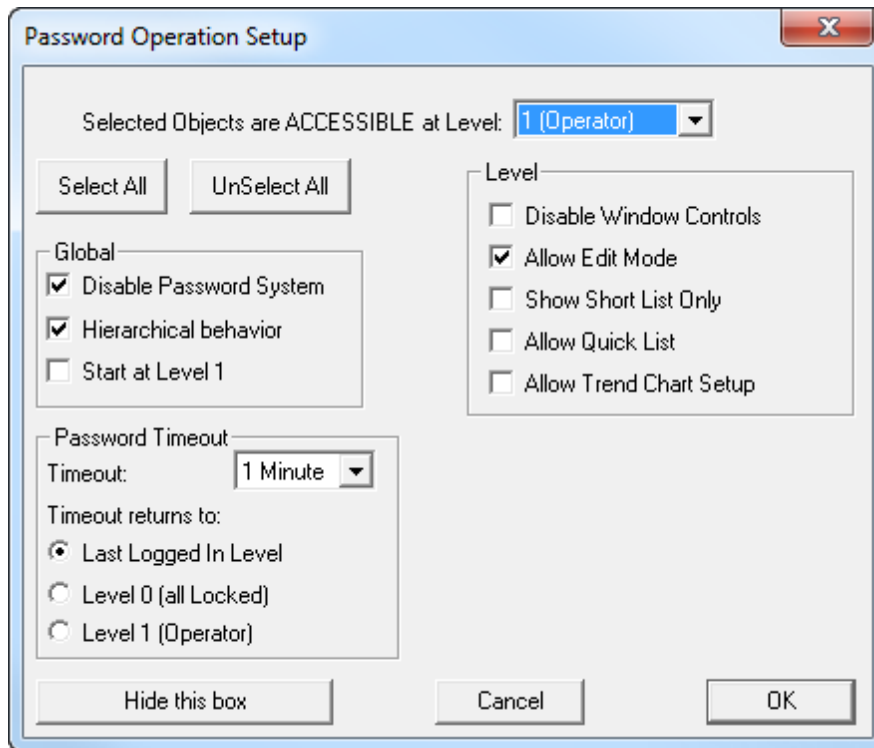 Password Operation Setup
Selected Objects are ACCESSIBLE at Level: 1 (Operator)
Select All UnSelect All
Level
Disable Window Controls
Allow Edit Mode
Show Short List Only
Allow Quick List
Allow Trend Chart Setup
Global
Disable Password System
Hierarchical behavior
Start at Level 1
Password Timeout
Timeout: 1 Minute
Timeout returns to:
Last Logged In Level
Level 0 (all Locked)
Level 1 (Operator)
Hide this box Cancel OK